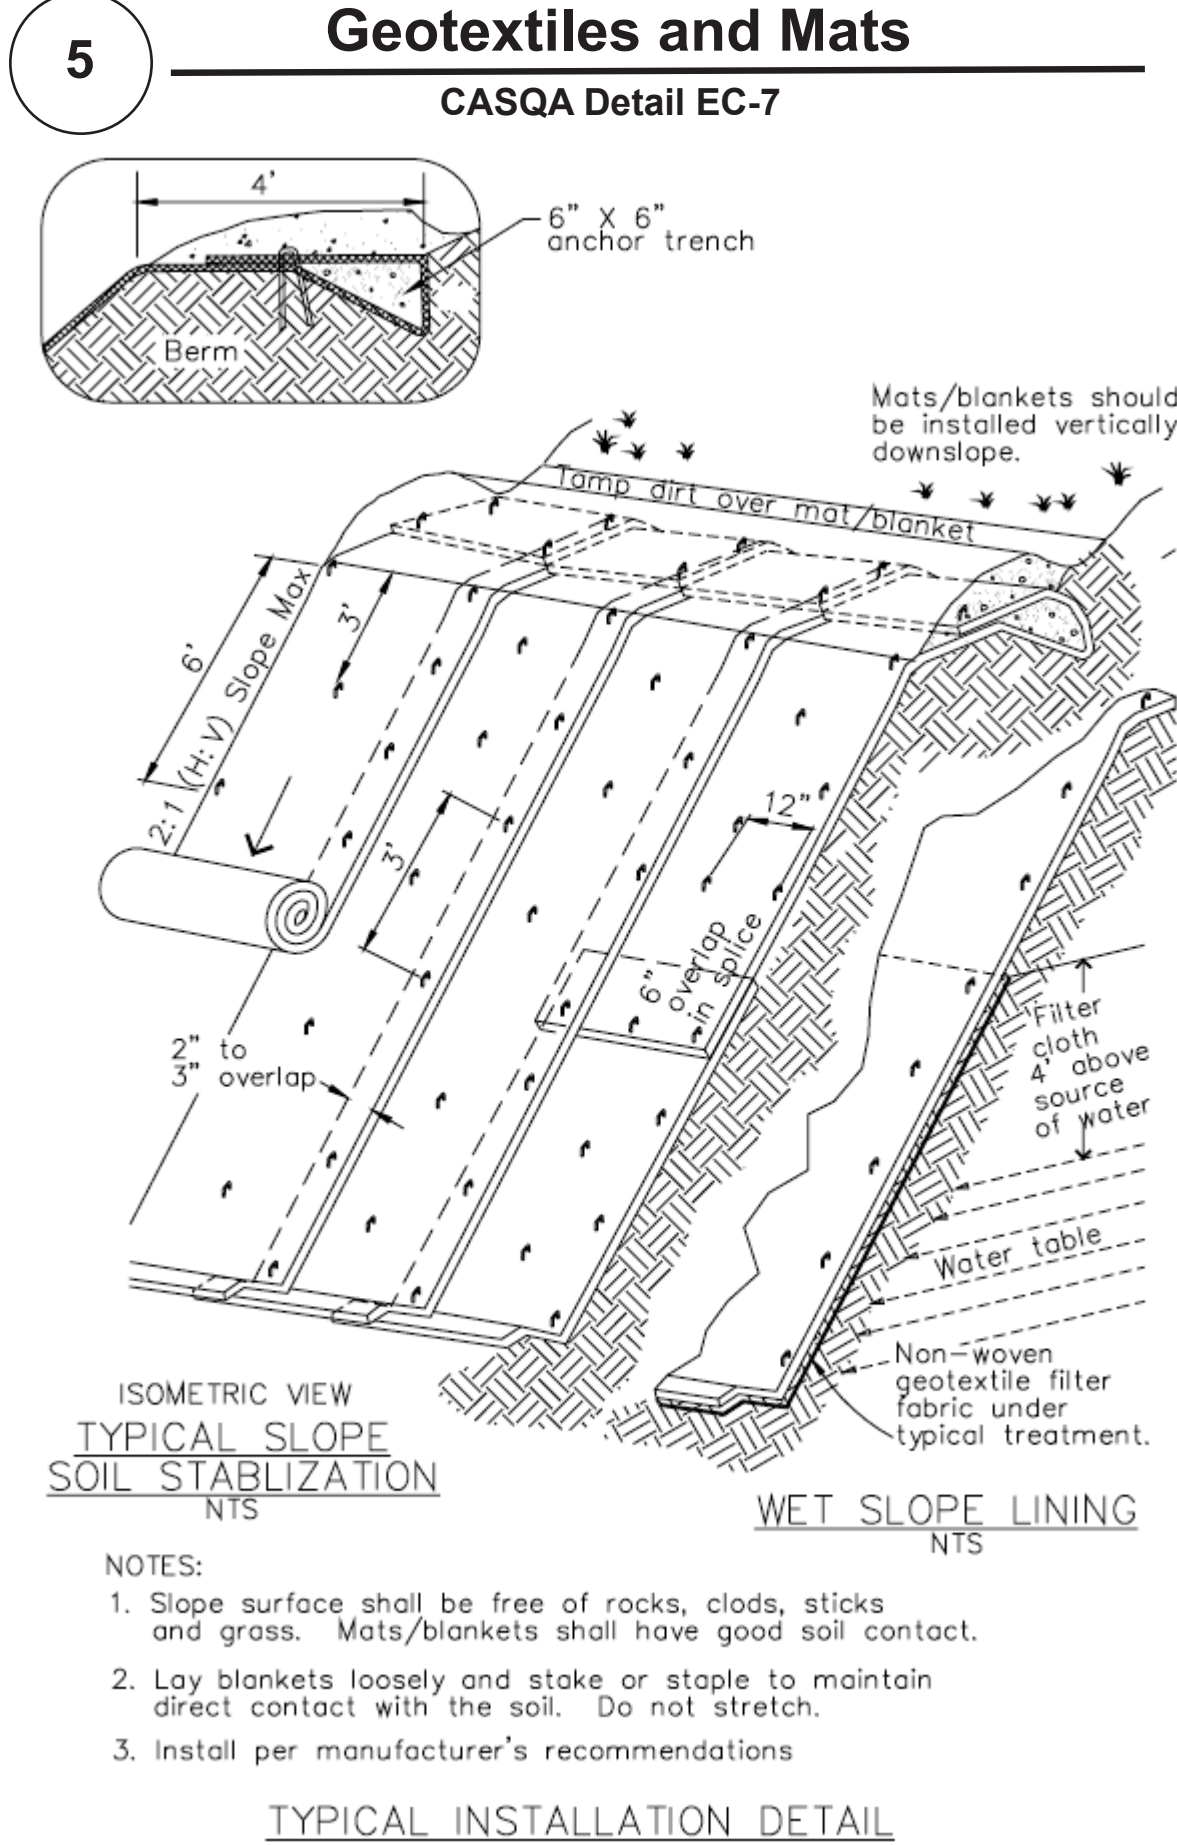 5
Geotextiles and Mats
CASQA Detail EC-7
4'
6" X 6"
anchor trench
Berm
Mats/blankets should
be installed vertically
downslope.
Tamp dirt over mat/blanket
6'
2:1 (H:V) Slope Max
3'
3'
12"
6"
overlap
in splice
2" to
3" overlap
Filter
cloth
4' above
source
of water
Water table
Non-woven
geotextile filter
fabric under
typical treatment.
ISOMETRIC VIEW
TYPICAL SLOPE
SOIL STABLIZATION
NTS
WET SLOPE LINING
NTS
NOTES:
1. Slope surface shall be free of rocks, clods, sticks
and grass. Mats/blankets shall have good soil contact.
2. Lay blankets loosely and stake or staple to maintain
direct contact with the soil. Do not stretch.
3. Install per manufacturer's recommendations
TYPICAL INSTALLATION DETAIL